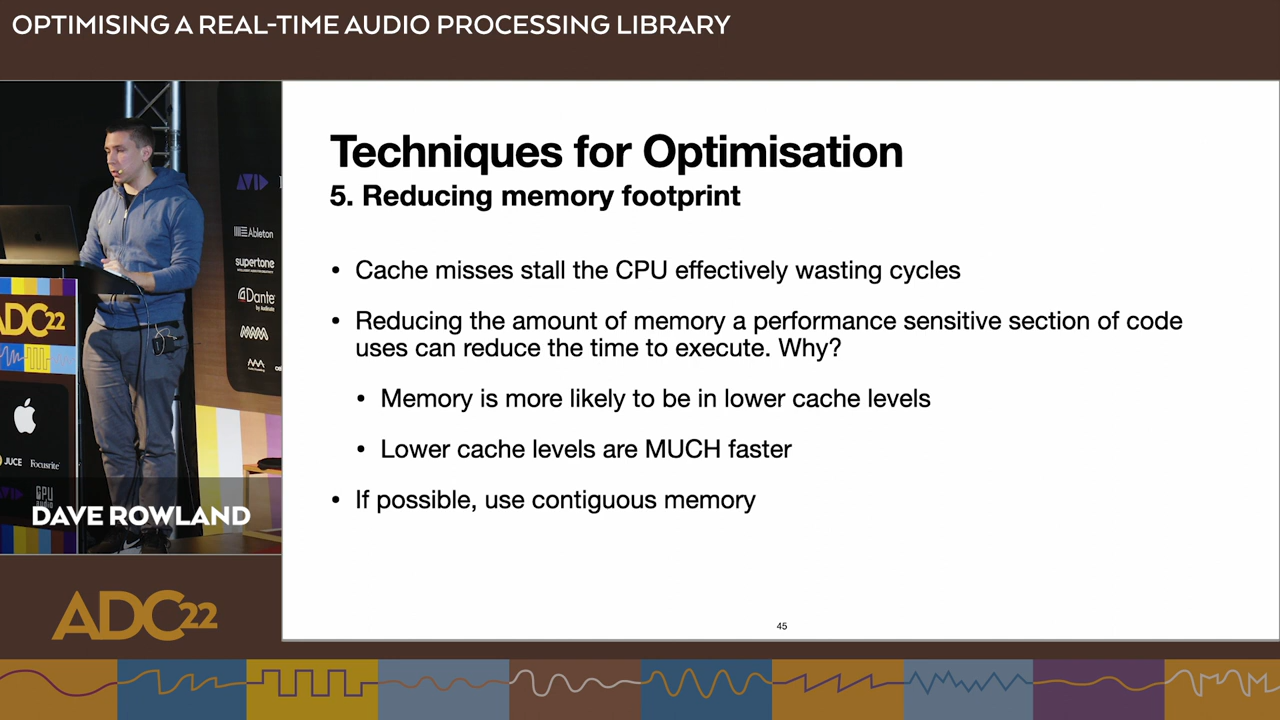 OPTIMISING A REAL-TIME AUDIO PROCESSING LIBRARY
Techniques for Optimisation
5. Reducing memory footprint
• Cache misses stall the CPU effectively wasting cycles
• Reducing the amount of memory a performance sensitive section of code
uses can reduce the time to execute. Why?
• Memory is more likely to be in lower cache levels
• Lower cache levels are MUCH faster
• If possible, use contiguous memory
45
AVID
Ableton
supertone
Dante
ADC22
JUCE
Focusrite
GPU
AUDIO
DAVE ROWLAND
ADC22